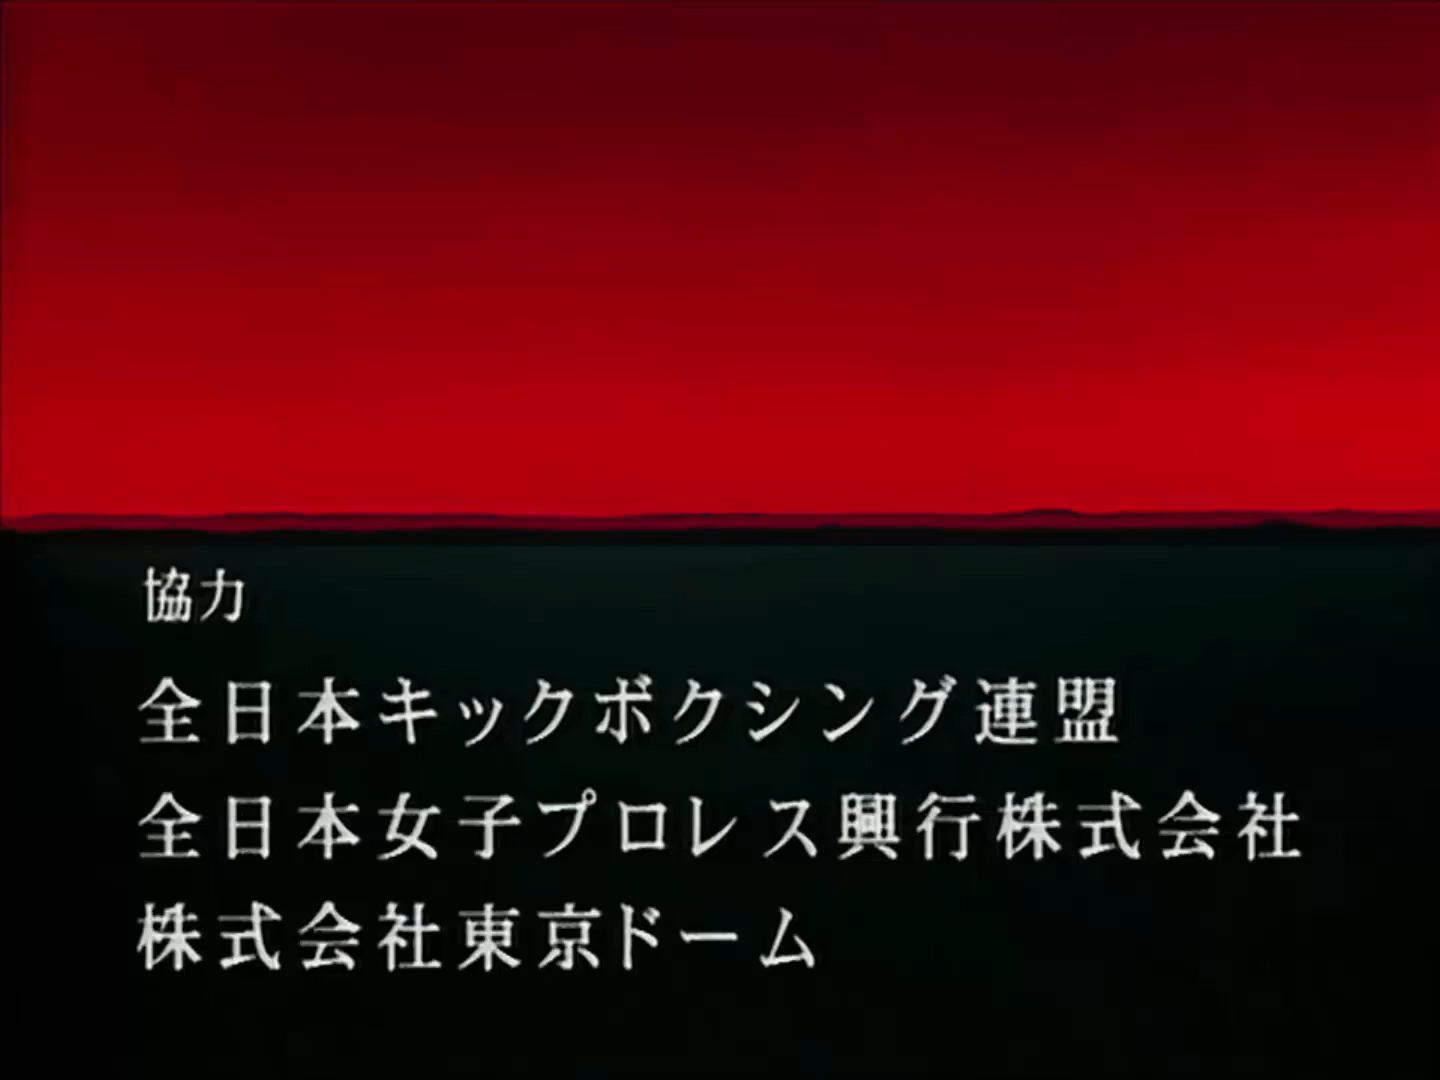 協力
全日本キックボクシング連盟
全日本女子プロレス興行株式会社
株式会社東京ドーム